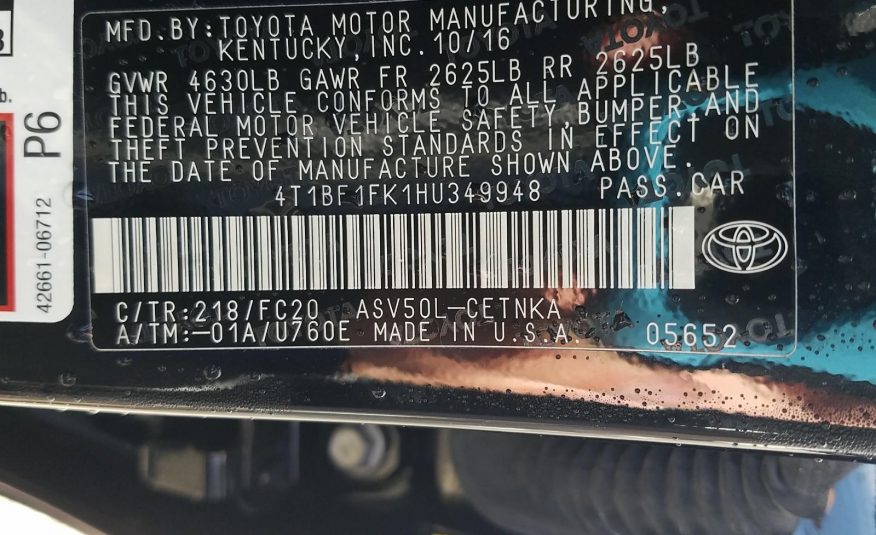 MFD.BY:TOYOTA MOTOR MANUFACTURING,
KENTUCKY,INC.10/16
GVWR 4630LB GAWR FR 2625LB RR 2625LB
THIS VEHICLE CONFORMS TO ALL APPLICABLE
FEDERAL MOTOR VEHICLE SAFETY,BUMPER,AND
THEFT PREVENTION STANDARDS IN EFFECT ON
THE DATE OF MANUFACTURE SHOWN ABOVE.
4T1BF1FK1HU349948 PASS.CAR
C/TR:218/FC20 ASV50L-CETNKA
A/TM:-01A/U760E MADE IN U.S.A. 05652
P6
42661-06712